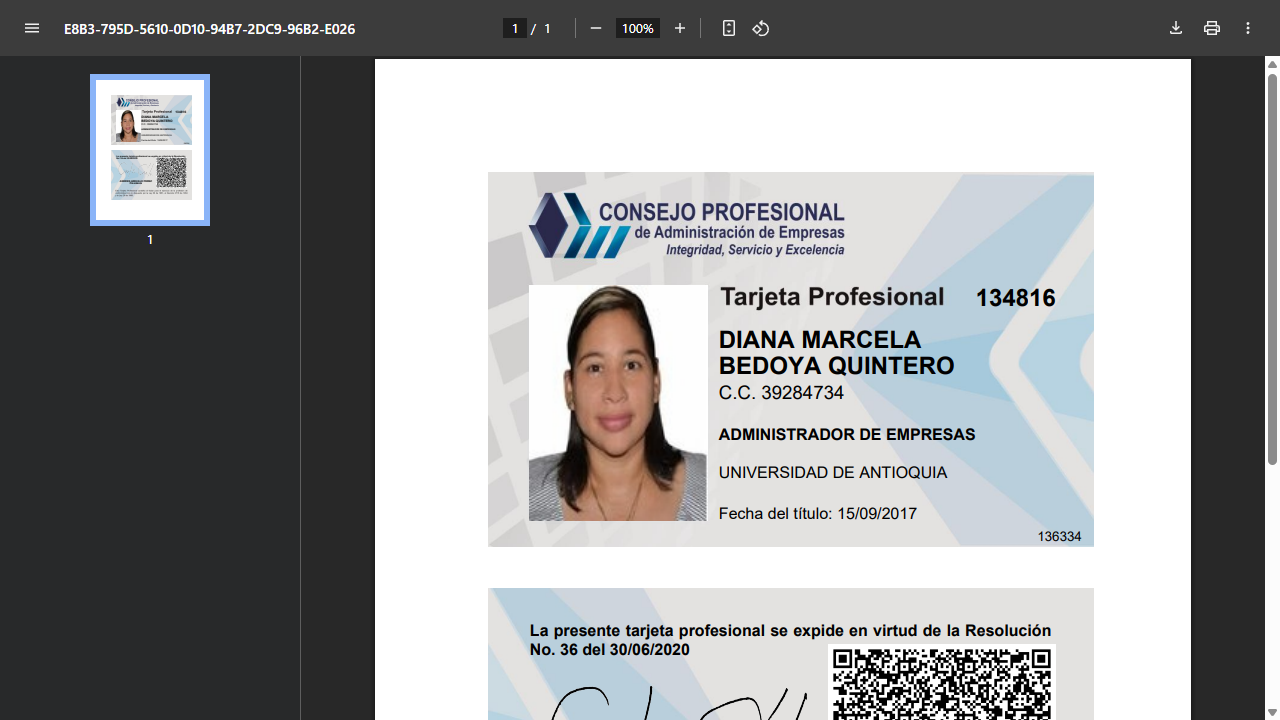 E8B3-795D-5610-0D10-94B7-2DC9-96B2-E026
1 / 1
100%
1
CONSEJO PROFESIONAL
de Administración de Empresas
Integridad, Servicio y Excelencia
Tarjeta Profesional 134816
DIANA MARCELA
BEDOYA QUINTERO
C.C. 39284734
ADMINISTRADOR DE EMPRESAS
UNIVERSIDAD DE ANTIOQUIA
Fecha del título: 15/09/2017
136334
La presente tarjeta profesional se expide en virtud de la Resolución
No. 36 del 30/06/2020